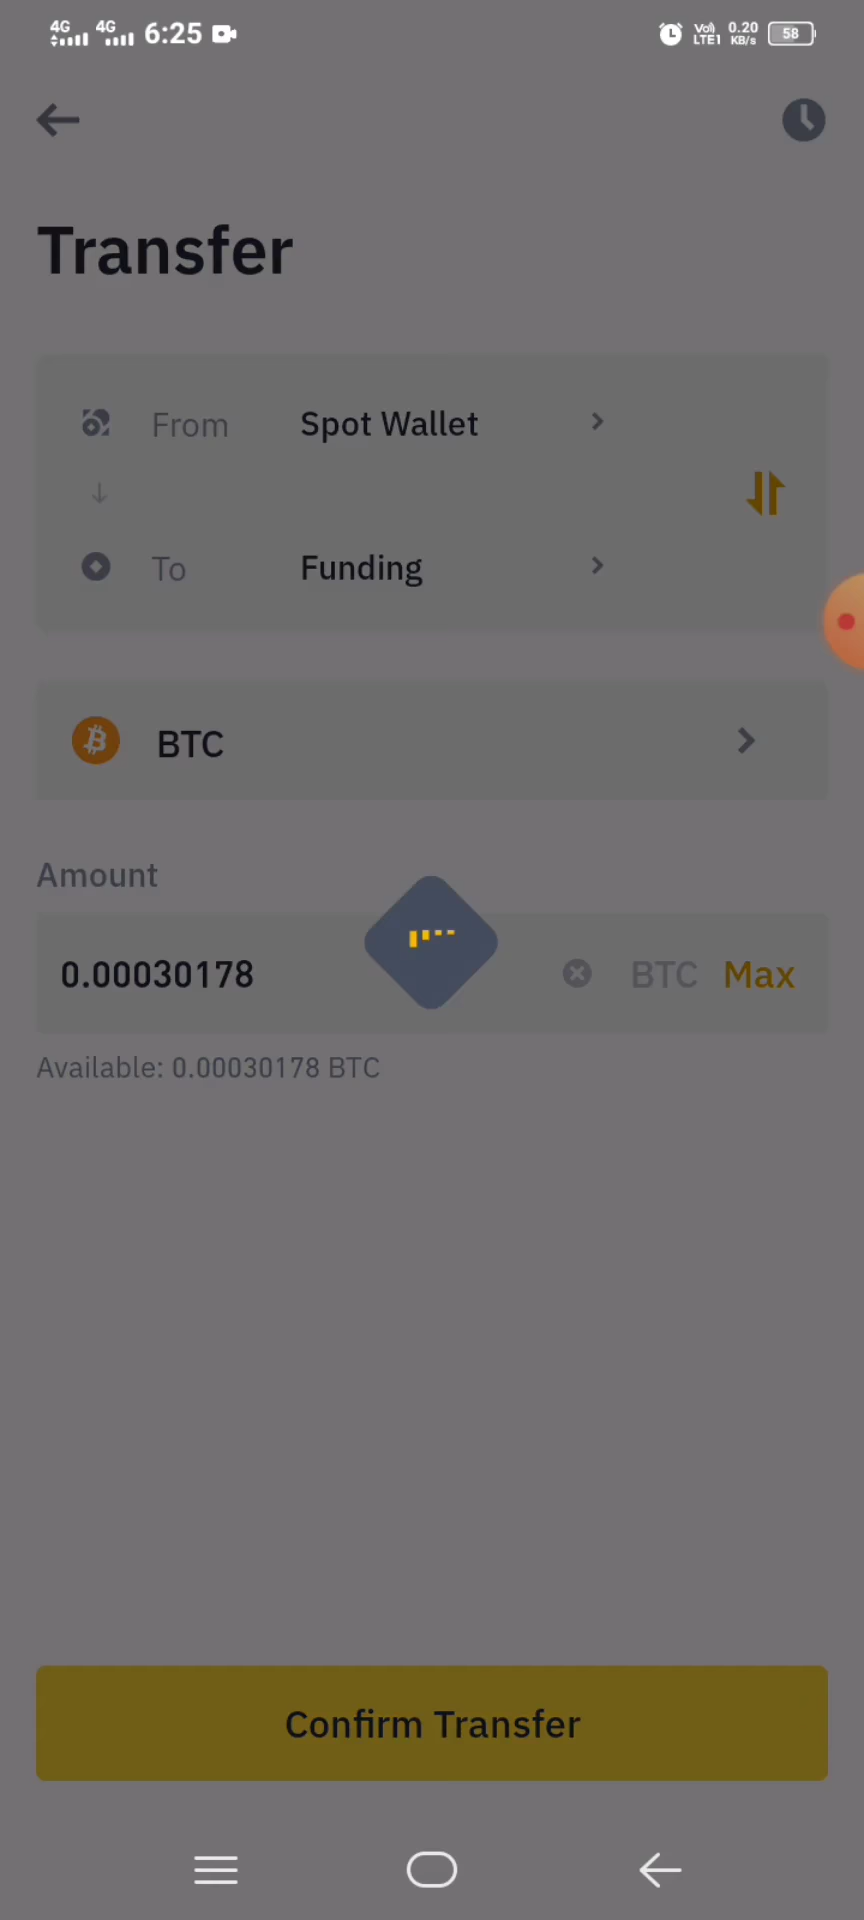 4G 4G 6:25 Vo) LTE1 0.20 KB/s 58
Transfer
From Spot Wallet
To Funding
BTC
Amount
0.00030178 BTC Max
Available: 0.00030178 BTC
Confirm Transfer